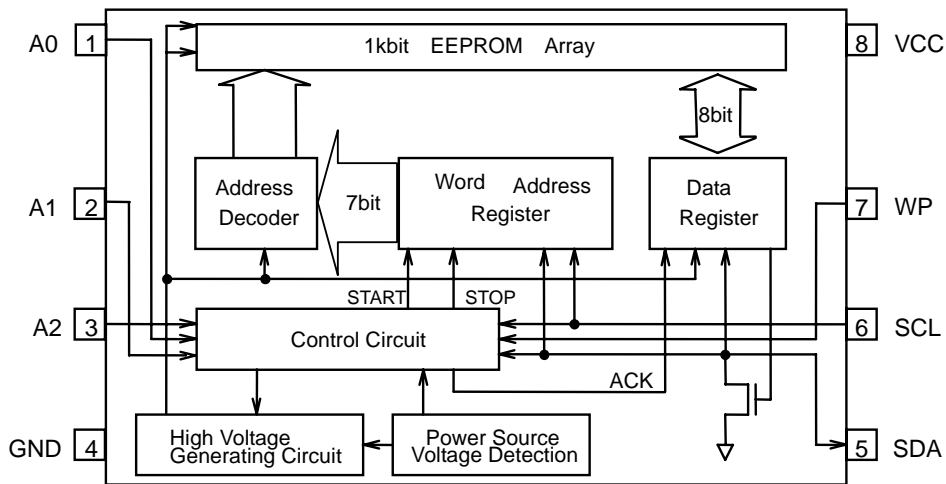 A0 1
1kbit EEPROM Array
8 VCC
8bit
A1 2
Address
Decoder
7bit
Word Address
Register
Data
Register
7 WP
START STOP
A2 3
Control Circuit
6 SCL
ACK
GND 4
High Voltage
Generating Circuit
Power Source
Voltage Detection
5 SDA